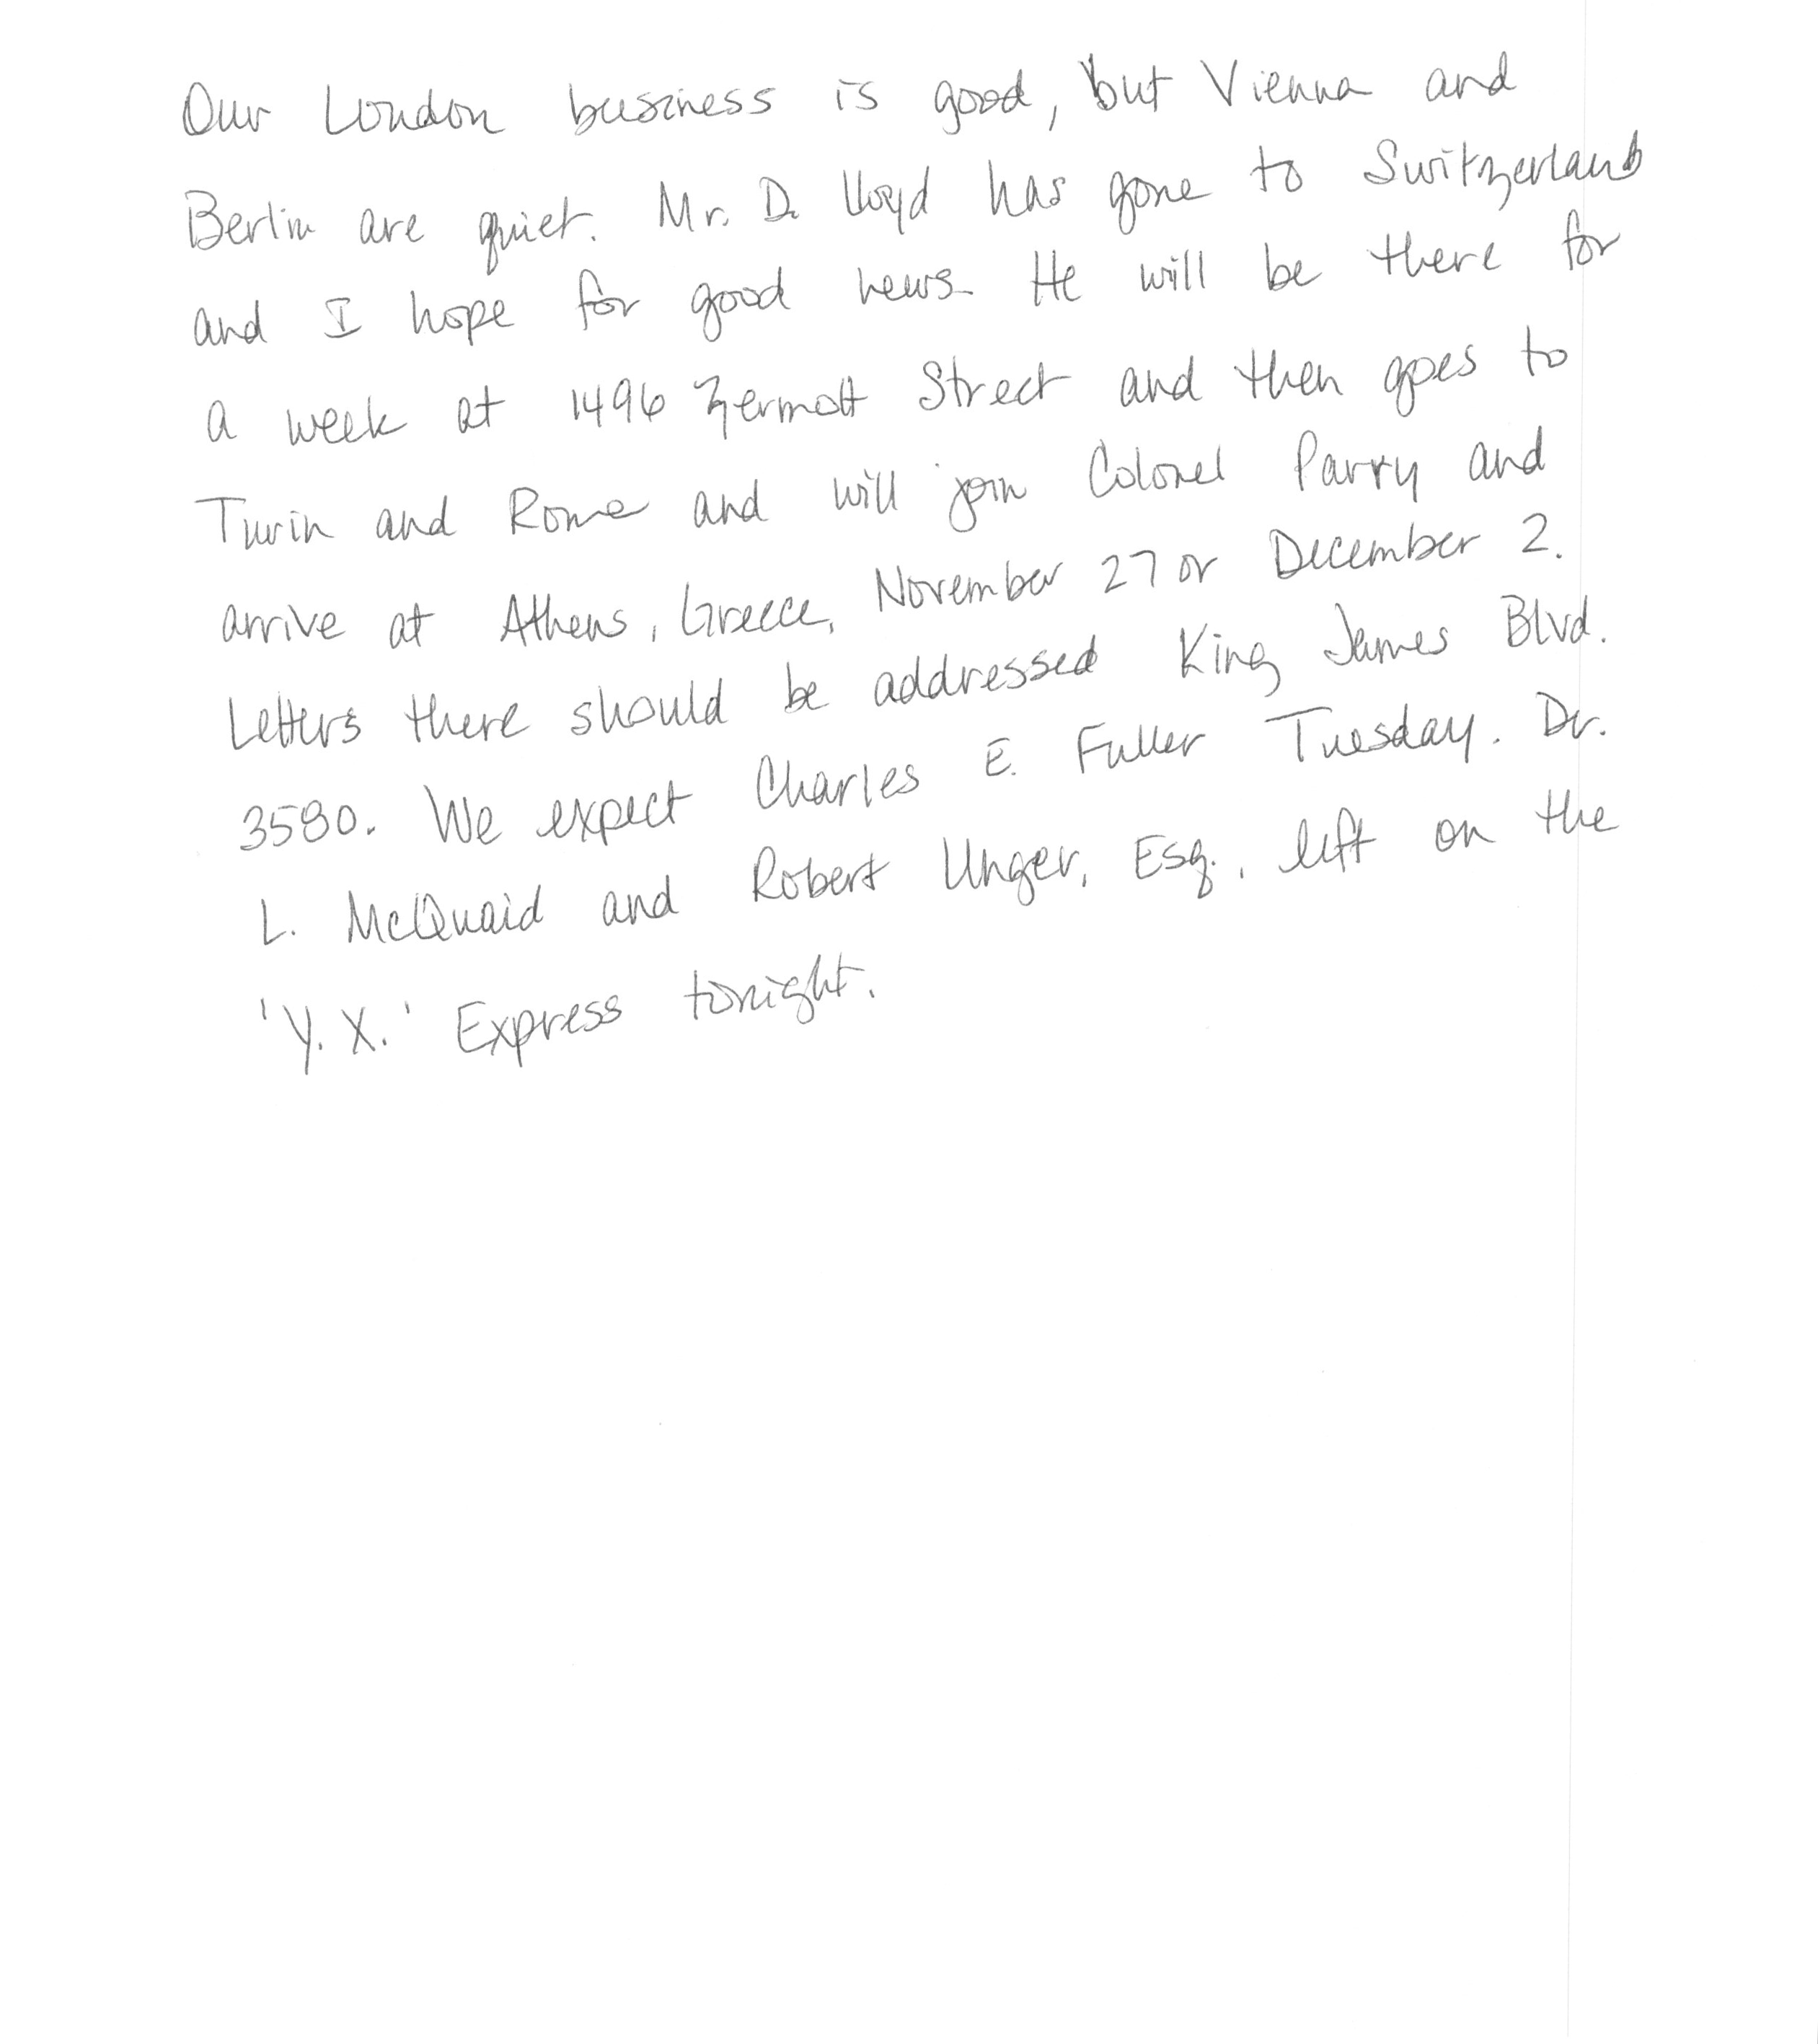 Our London business is good, but Vienna and
Berlin are quiet. Mr. D. Lloyd has gone to Switzerland
and I hope for good news. He will be there for
a week at 1496 Zermott Street and then goes to
Turin and Rome and will join Colonel Parry and
arrive at Athens, Greece, November 27 or December 2.
Letters there should be addressed King James Blvd.
3580. We expect Charles E. Fuller Tuesday. Dr.
L. McQuaid and Robert Unger, Esq., left on the
'Y.X.' Express tonight.